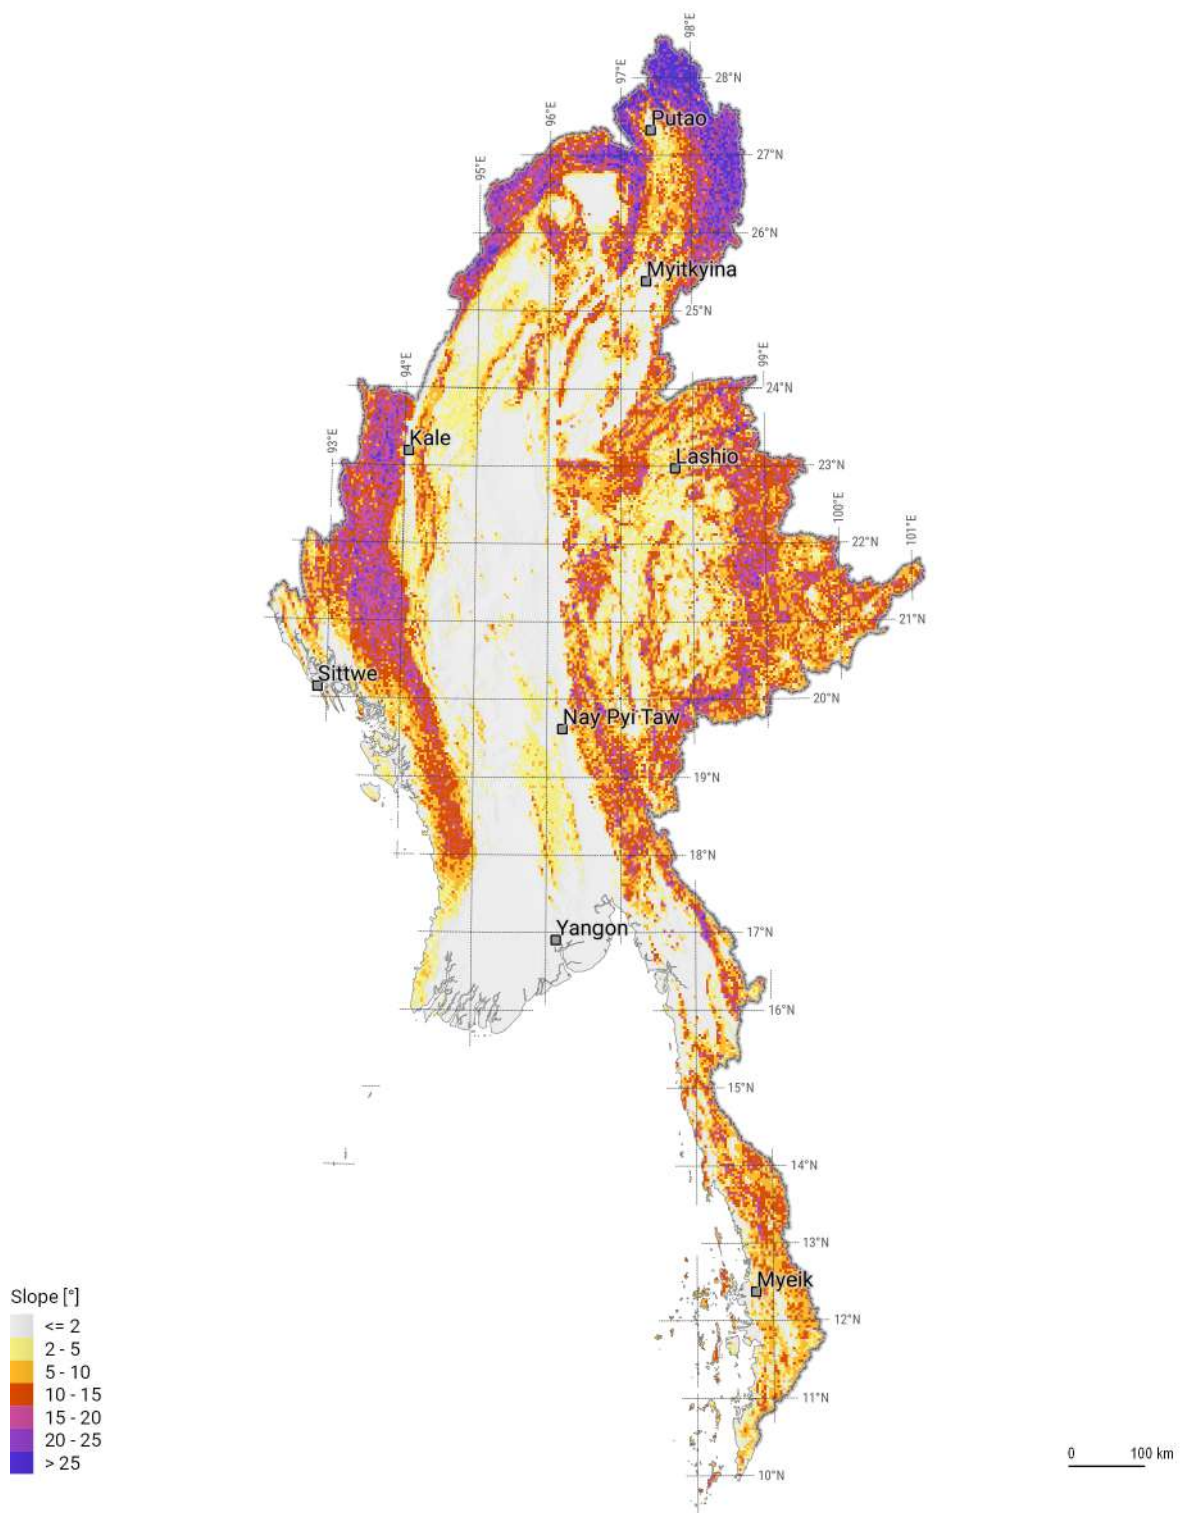 98°E
97°E
28°N
Putao
96°E
27°N
95°E
26°N
Myitkyina
25°N
94°E
99°E
24°N
93°E
Kale
Lashio
23°N
100°E
101°E
22°N
21°N
Sittwe
20°N
Nay Pyi Taw
19°N
18°N
Yangon
17°N
16°N
15°N
14°N
13°N
Myeik
12°N
11°N
10°N
Slope [°]
<= 2
2 - 5
5 - 10
10 - 15
15 - 20
20 - 25
> 25
0 100 km